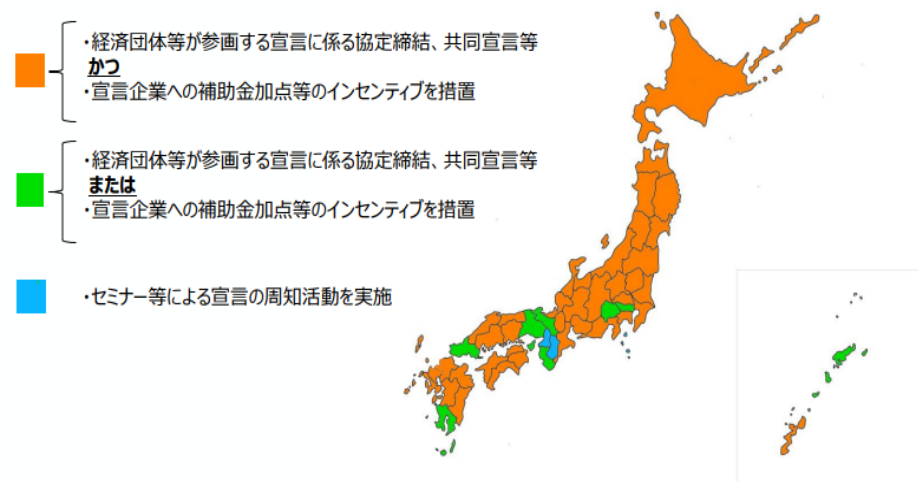 ・経済団体等が参画する宣言に係る協定締結、共同宣言等
かつ
・宣言企業への補助金加点等のインセンティブを措置
・経済団体等が参画する宣言に係る協定締結、共同宣言等
または
・宣言企業への補助金加点等のインセンティブを措置
・セミナー等による宣言の周知活動を実施